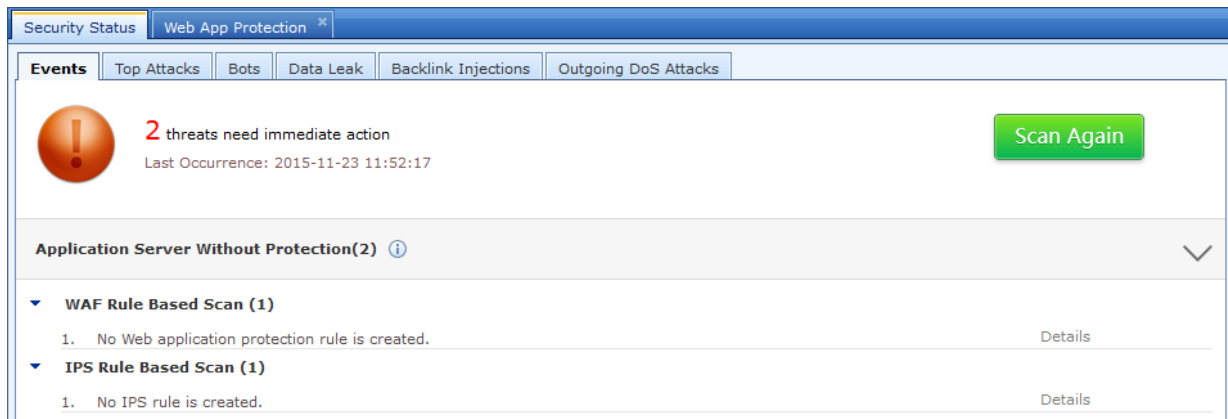 Security Status
Web App Protection
Events
Top Attacks
Bots
Data Leak
Backlink Injections
Outgoing DoS Attacks
2 threats need immediate action
Last Occurrence: 2015-11-23 11:52:17
Scan Again
Application Server Without Protection(2)
WAF Rule Based Scan (1)
1. No Web application protection rule is created. Details
IPS Rule Based Scan (1)
1. No IPS rule is created. Details